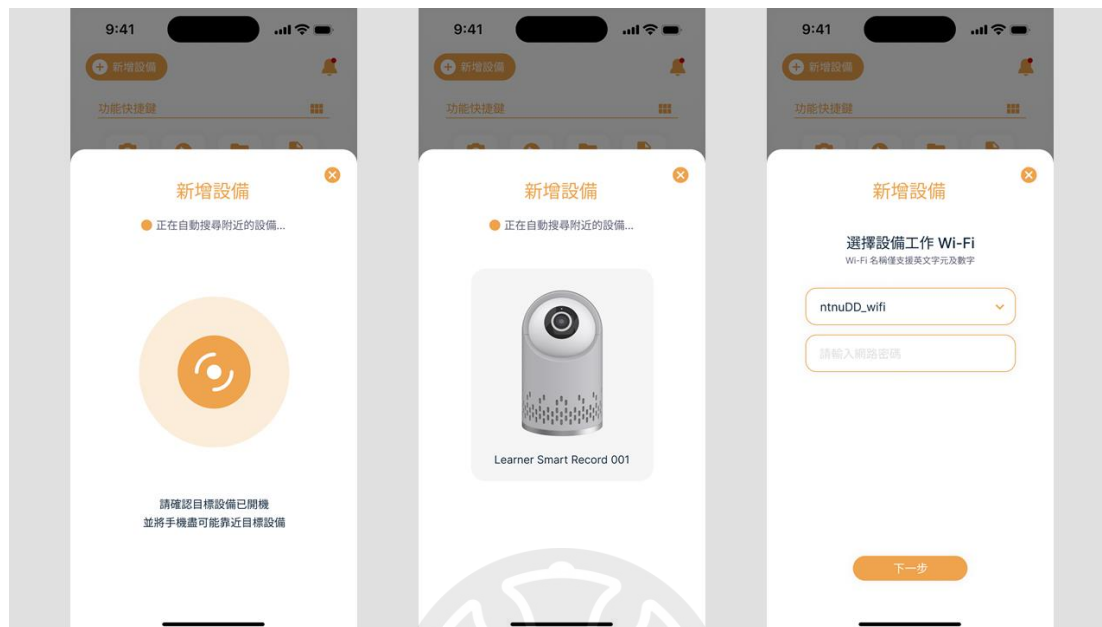 9:41
新增設備
功能快捷鍵
新增設備
正在自動搜尋附近的設備...
請確認目標設備已開機
並將手機盡可能靠近目標設備
9:41
新增設備
功能快捷鍵
新增設備
正在自動搜尋附近的設備...
Learner Smart Record 001
9:41
新增設備
功能快捷鍵
新增設備
選擇設備工作 Wi-Fi
Wi-Fi 名稱僅支援英文字元及數字
ntnuDD_wifi
請輸入網路密碼
下一步